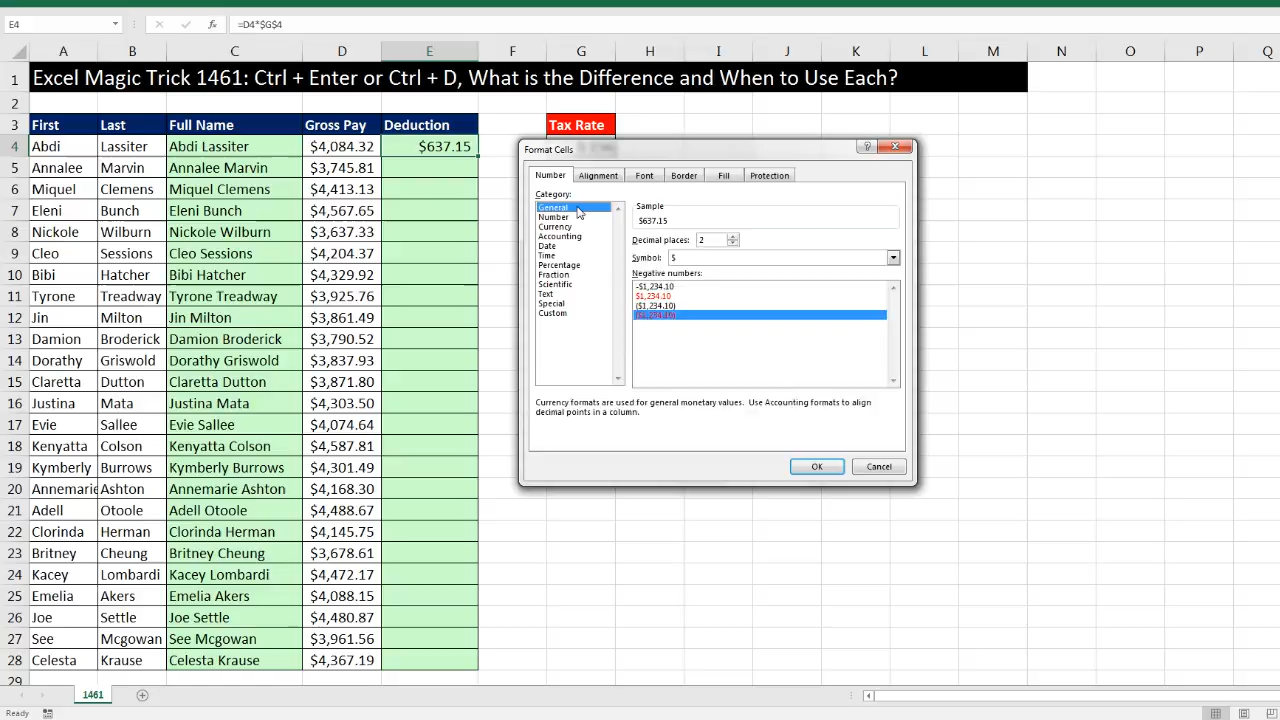 E4 =D4*$G$4
A B C D E F G H I J K L M N O P Q
1 Excel Magic Trick 1461: Ctrl + Enter or Ctrl + D, What is the Difference and When to Use Each?
2
3 First Last Full Name Gross Pay Deduction Tax Rate
4 Abdi Lassiter Abdi Lassiter $4,084.32 $637.15
5 Annalee Marvin Annalee Marvin $3,745.81
6 Miquel Clemens Miquel Clemens $4,413.13
7 Eleni Bunch Eleni Bunch $4,567.65
8 Nickole Wilburn Nickole Wilburn $3,637.33
9 Cleo Sessions Cleo Sessions $4,204.37
10 Bibi Hatcher Bibi Hatcher $4,329.92
11 Tyrone Treadway Tyrone Treadway $3,925.76
12 Jin Milton Jin Milton $3,861.49
13 Damion Broderick Damion Broderick $3,790.52
14 Dorathy Griswold Dorathy Griswold $3,837.93
15 Claretta Dutton Claretta Dutton $3,871.80
16 Justina Mata Justina Mata $4,303.50
17 Evie Sallee Evie Sallee $4,074.64
18 Kenyatta Colson Kenyatta Colson $4,587.81
19 Kymberly Burrows Kymberly Burrows $4,301.49
20 Annemarie Ashton Annemarie Ashton $4,168.30
21 Adell Otoole Adell Otoole $4,488.67
22 Clorinda Herman Clorinda Herman $4,145.75
23 Britney Cheung Britney Cheung $3,678.61
24 Kacey Lombardi Kacey Lombardi $4,472.17
25 Emelia Akers Emelia Akers $4,088.15
26 Joe Settle Joe Settle $4,480.87
27 See Mcgowan See Mcgowan $3,961.56
28 Celesta Krause Celesta Krause $4,367.19
29
Format Cells
Number Alignment Font Border Fill Protection
Category:
General
Number
Currency
Accounting
Date
Time
Percentage
Fraction
Scientific
Text
Special
Custom
Sample
$637.15
Decimal places: 2
Symbol: $
Negative numbers:
-$1,234.10
$1,234.10
($1,234.10)
($1,234.10)
Currency formats are used for general monetary values. Use Accounting formats to align
decimal points in a column.
OK Cancel
1461
Ready